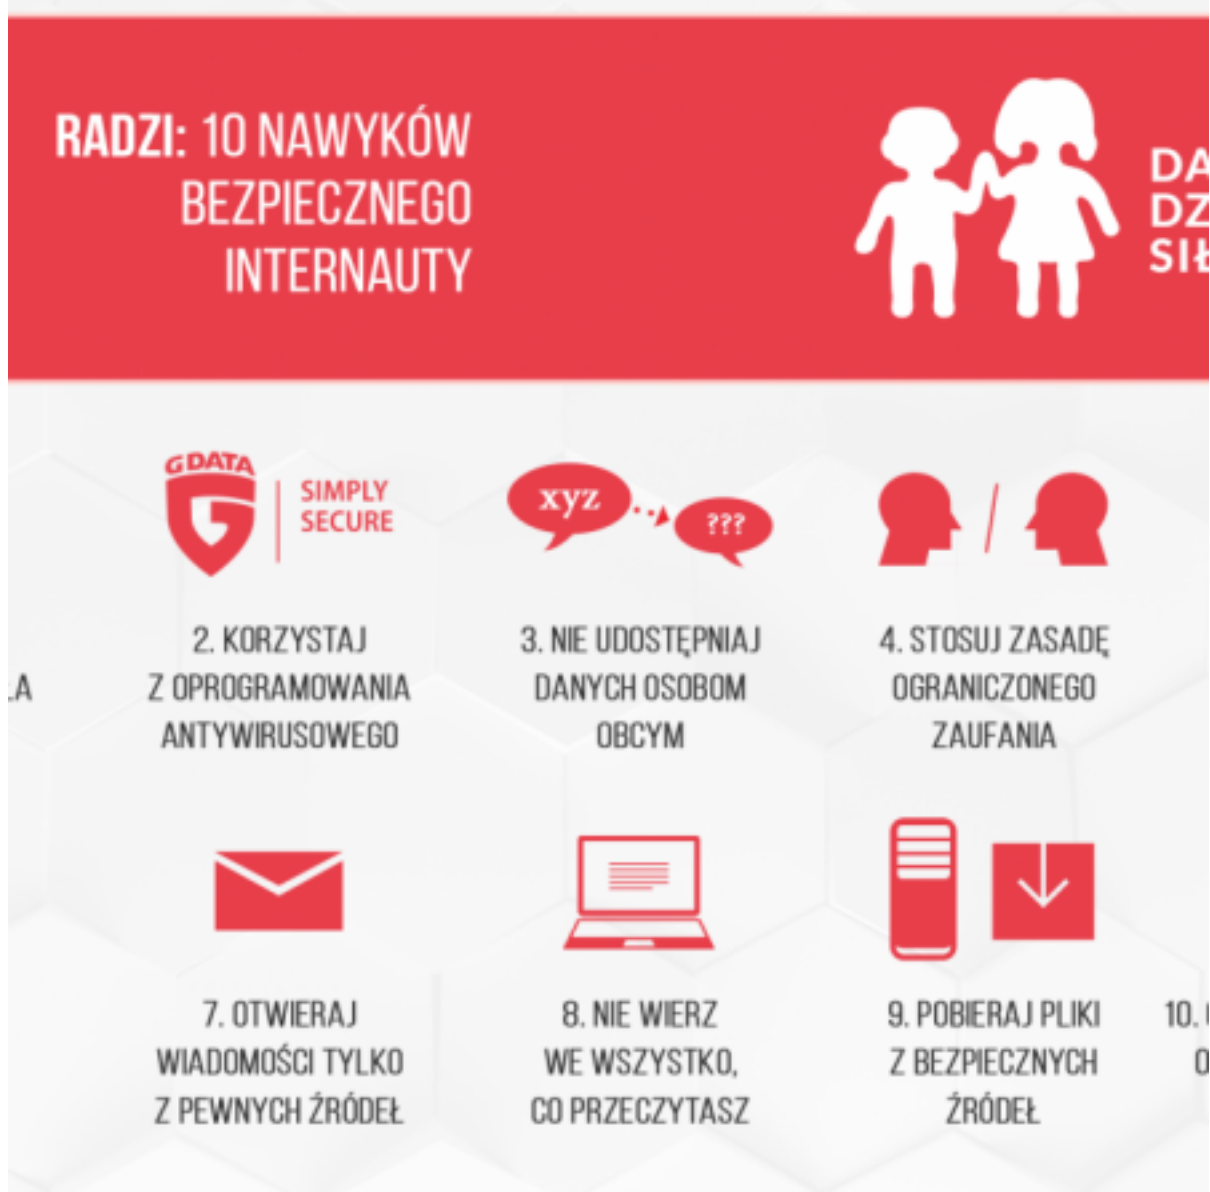 RADZI: 10 NAWYKÓW
BEZPIECZNEGO
INTERNAUTY
GDATA
SIMPLY
SECURE
xyz
???
2. KORZYSTAJ
Z OPROGRAMOWANIA
ANTYWIRUSOWEGO
3. NIE UDOSTĘPNIAJ
DANYCH OSOBOM
OBCYM
4. STOSUJ ZASADĘ
OGRANICZONEGO
ZAUFANIA
7. OTWIERAJ
WIADOMOŚCI TYLKO
Z PEWNYCH ŹRÓDEŁ
8. NIE WIERZ
WE WSZYSTKO,
CO PRZECZYTASZ
9. POBIERAJ PLIKI
Z BEZPIECZNYCH
ŹRÓDEŁ
10.